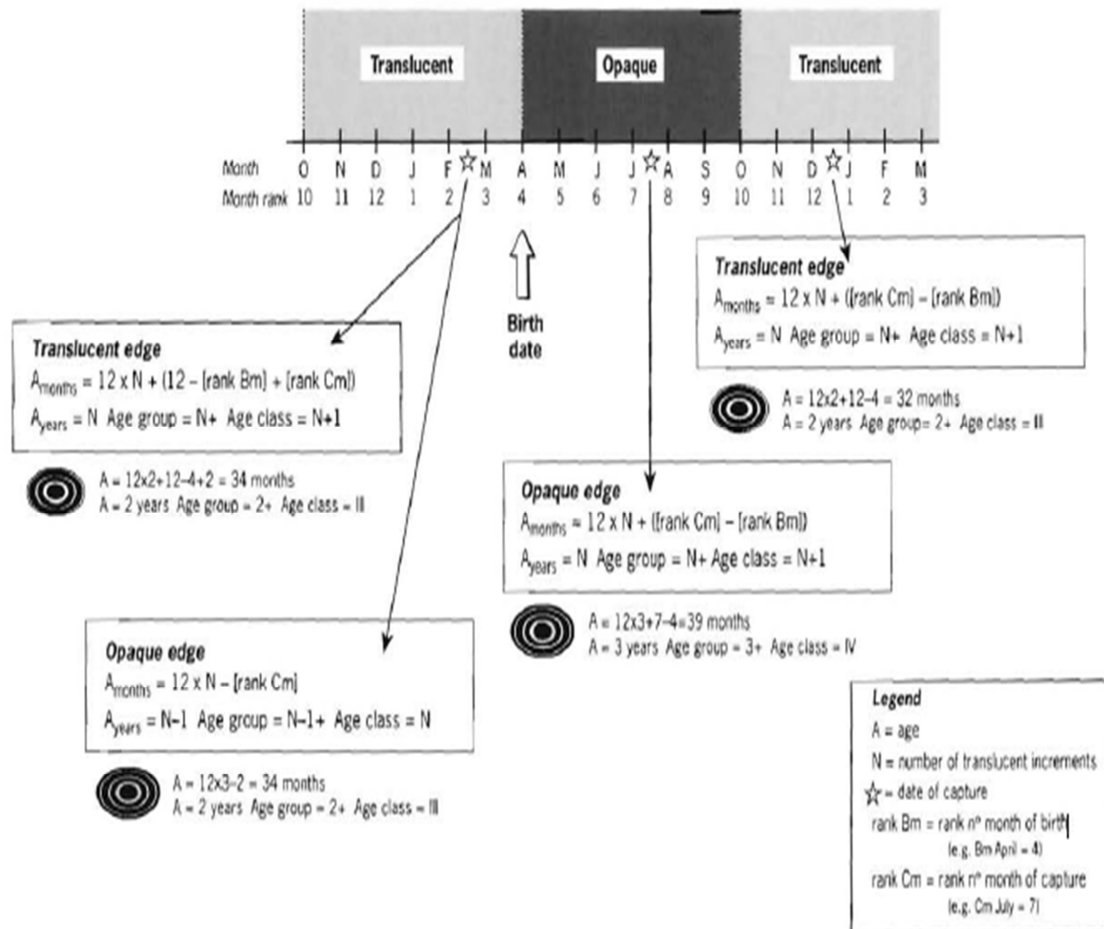 Translucent
Opaque
Translucent
Month O N D J F M A M J J A S O N D J F M
Month rank 10 11 12 1 2 3 4 5 6 7 8 9 10 11 12 1 2 3
Birth
date
Translucent edge
Amonths = 12 x N + (12 – [rank Bm] + [rank Cm])
Ayears = N Age group = N+ Age class = N+1
A = 12x2+12–4+2 = 34 months
A = 2 years Age group = 2+ Age class = III
Opaque edge
Amonths = 12 x N – [rank Cm]
Ayears = N–1 Age group = N–1+ Age class = N
A = 12x3–2 = 34 months
A = 2 years Age group = 2+ Age class = III
Opaque edge
Amonths = 12 x N + ([rank Cm] – [rank Bm])
Ayears = N Age group = N+ Age class = N+1
A = 12x3+7–4=39 months
A = 3 years Age group = 3+ Age class = IV
Translucent edge
Amonths = 12 x N + ([rank Cm] – [rank Bm])
Ayears = N Age group = N+ Age class = N+1
A = 12x2+12–4 = 32 months
A = 2 years Age group= 2+ Age class = III
Legend
A = age
N = number of translucent increments
☆ = date of capture
rank Bm = rank n° month of birth
(e.g. Bm April = 4)
rank Cm = rank n° month of capture
(e.g. Cm July = 7)